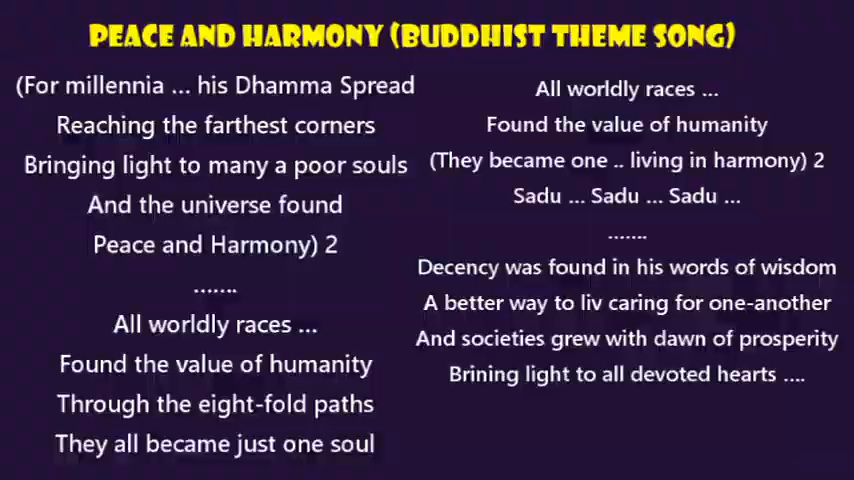 PEACE AND HARMONY (BUDDHIST THEME SONG)
(For millennia ... his Dhamma Spread
Reaching the farthest corners
Bringing light to many a poor souls
And the universe found
Peace and Harmony) 2
.......
All worldly races ...
Found the value of humanity
Through the eight-fold paths
They all became just one soul
All worldly races ...
Found the value of humanity
(They became one .. living in harmony) 2
Sadu ... Sadu ... Sadu ...
.......
Decency was found in his words of wisdom
A better way to liv caring for one-another
And societies grew with dawn of prosperity
Brining light to all devoted hearts ....